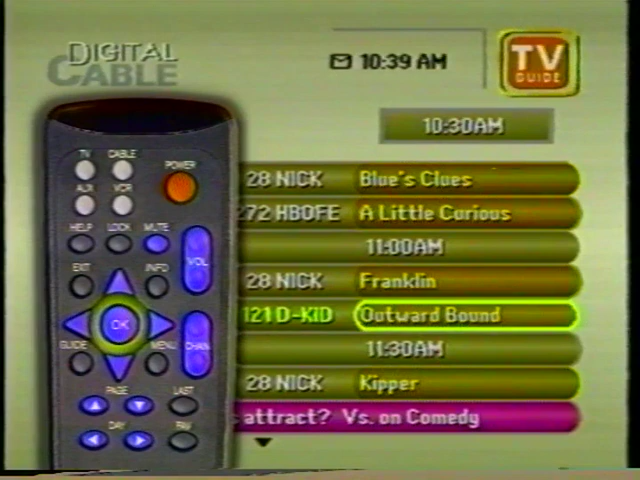 DIGITAL CABLE
10:39 AM
TV GUIDE
10:30AM
TV CABLE
POWER
AUX VCR
HELP LOCK MUTE
VOL
EXIT INFO
OK
GUIDE MENU
CHAN
PAGE LAST
DAY FAV
28 NICK Blue's Clues
272 HBOFE A Little Curious
11:00AM
28 NICK Franklin
121 D-KID Outward Bound
11:30AM
28 NICK Kipper
s attract? Vs. on Comedy